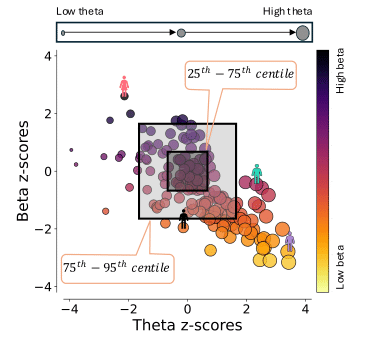 Low theta
High theta
High beta
25th − 75th centile
75th − 95th centile
Low beta
Beta z-scores
4
2
0
−2
−4
−4
−2
0
2
4
Theta z-scores